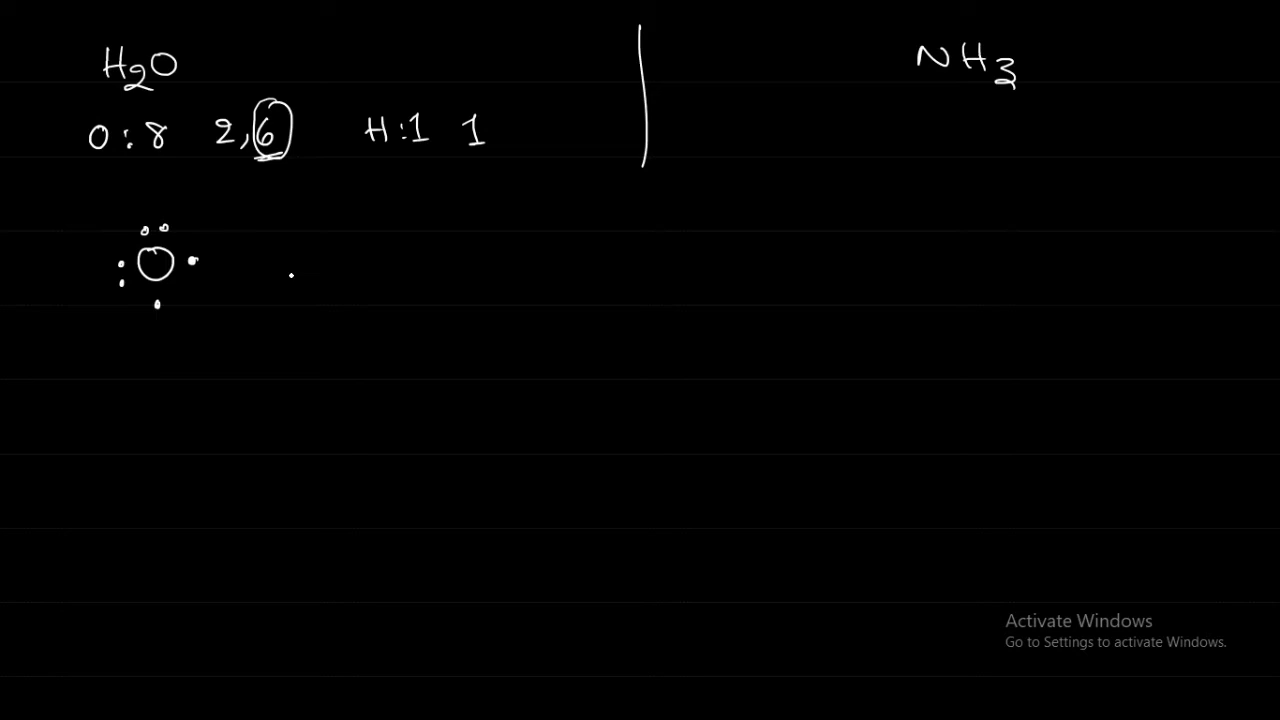 H₂O
O : 8 2,6 H : 1 1
O
NH₃
Activate Windows
Go to Settings to activate Windows.